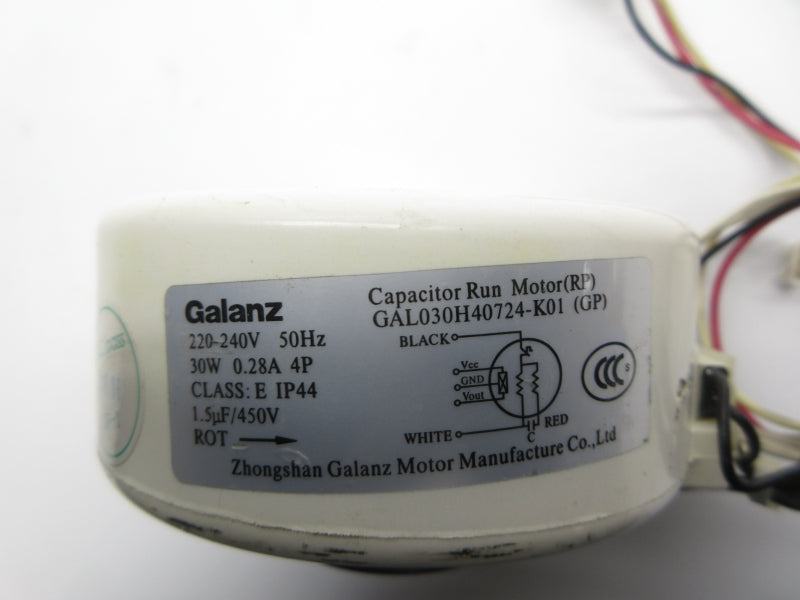 Galanz
220-240V 50Hz
30W 0.28A 4P
CLASS: E IP44
1.5µF/450V
ROT
Capacitor Run Motor(RP)
GAL030H40724-K01 (GP)
BLACK
Vcc
GND
Vout
WHITE
C
RED
CCC S
Zhongshan Galanz Motor Manufacture Co.,Ltd